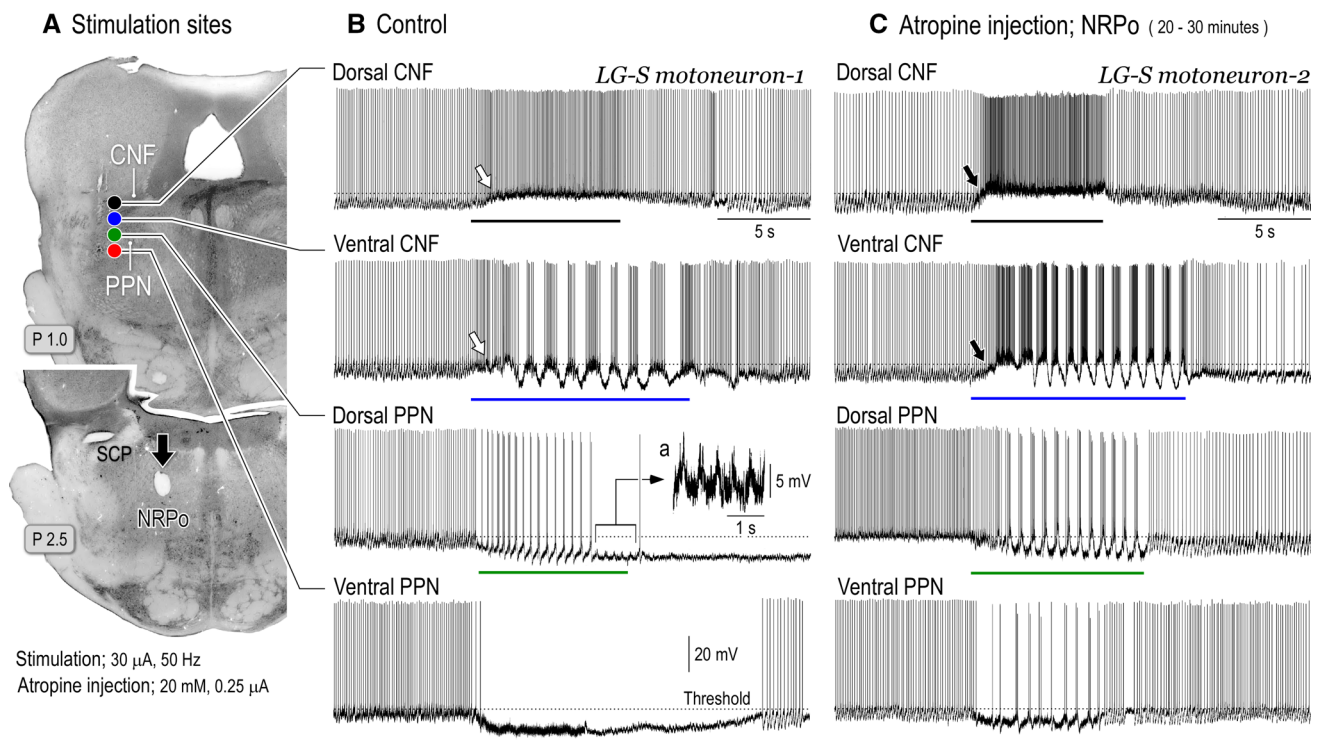 A Stimulation sites
CNF
PPN
P 1.0
SCP
NRPo
P 2.5
Stimulation; 30 µA, 50 Hz
Atropine injection; 20 mM, 0.25 µA
B Control
Dorsal CNF
LG-S motoneuron-1
5 s
Ventral CNF
Dorsal PPN
a
5 mV
1 s
Ventral PPN
20 mV
Threshold
C Atropine injection; NRPo ( 20 - 30 minutes )
Dorsal CNF
LG-S motoneuron-2
5 s
Ventral CNF
Dorsal PPN
Ventral PPN